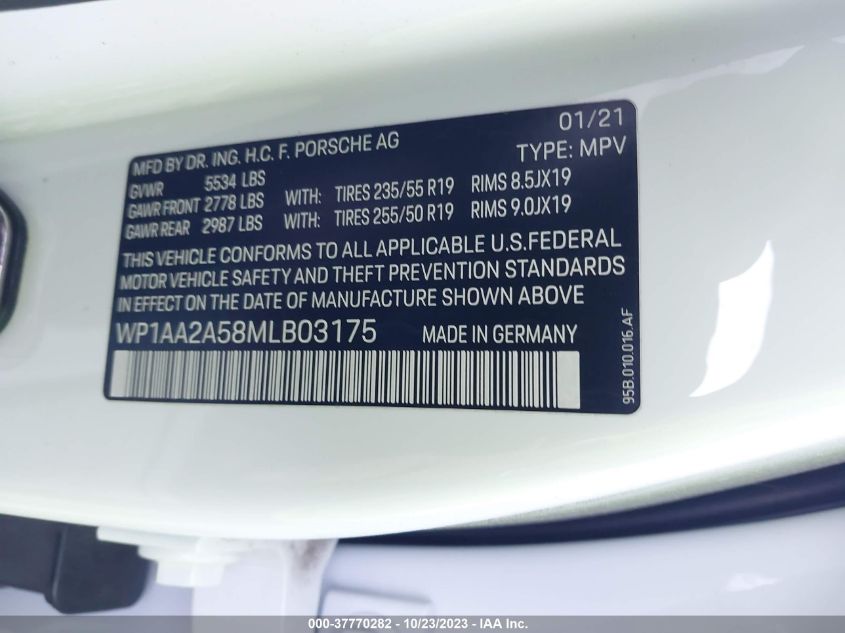 MFD BY DR. ING. H.C. F. PORSCHE AG 01/21
GVWR 5534 LBS TYPE: MPV
GAWR FRONT 2778 LBS WITH: TIRES 235/55 R19 RIMS 8.5JX19
GAWR REAR 2987 LBS WITH: TIRES 255/50 R19 RIMS 9.0JX19
THIS VEHICLE CONFORMS TO ALL APPLICABLE U.S.FEDERAL
MOTOR VEHICLE SAFETY AND THEFT PREVENTION STANDARDS
IN EFFECT ON THE DATE OF MANUFACTURE SHOWN ABOVE
WP1AA2A58MLB03175 MADE IN GERMANY
95B.010.016.AF
000-37770282 - 10/23/2023 - IAA Inc.